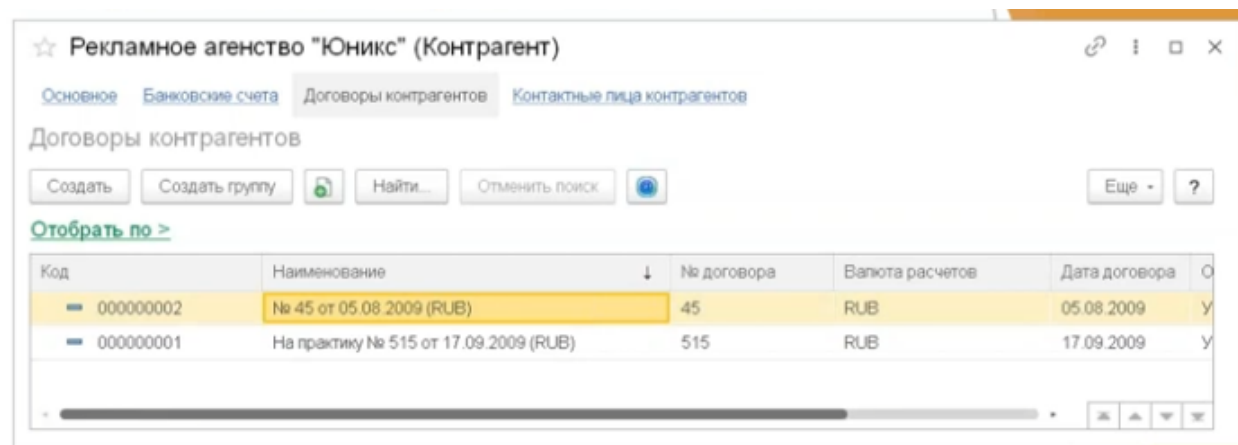 Рекламное агенство "Юникс" (Контрагент)
Основное Банковские счета Договоры контрагентов Контактные лица контрагентов
Договоры контрагентов
Создать Создать группу Найти... Отменить поиск Еще ?
Отобрать по >
Код Наименование ↓ № договора Валюта расчетов Дата договора О
000000002 № 45 от 05.08.2009 (RUB) 45 RUB 05.08.2009 У
000000001 На практику № 515 от 17.09.2009 (RUB) 515 RUB 17.09.2009 У